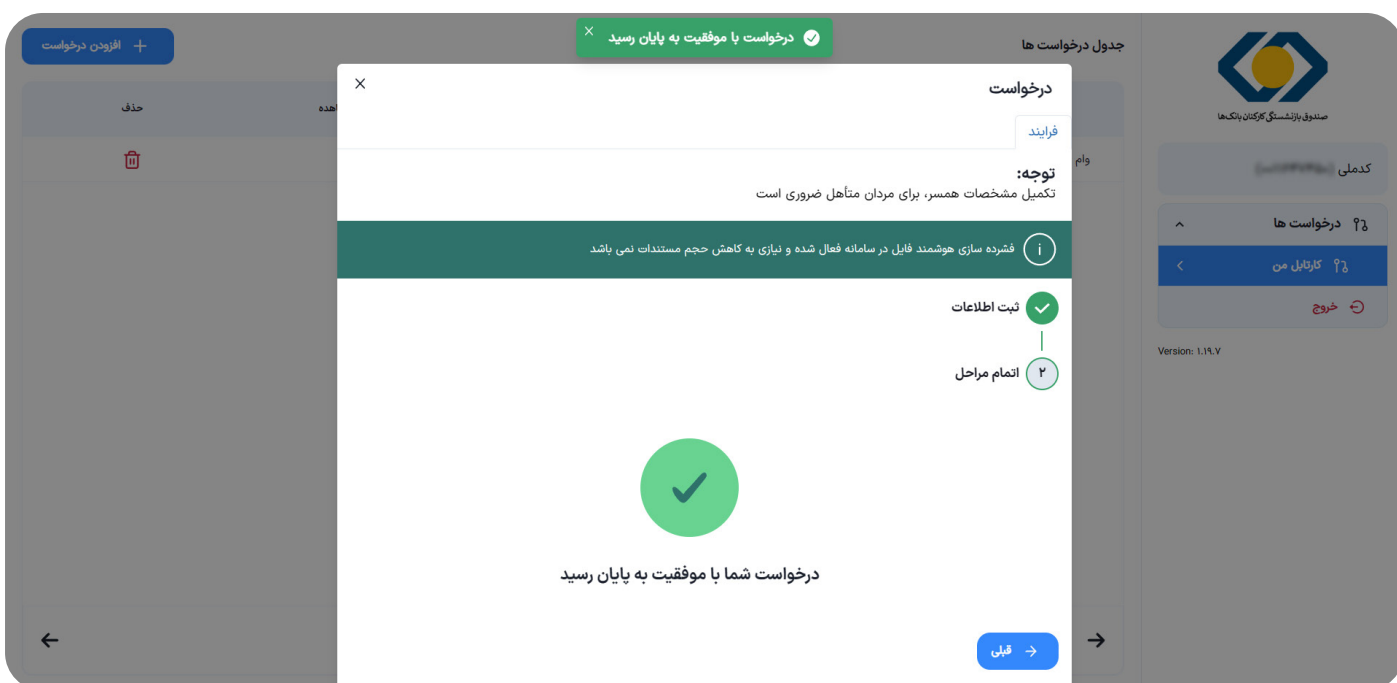 درخواست با موفقیت به پایان رسید
جدول درخواست ها
افزودن درخواست
صندوق بازنشستگی کارکنان بانک‌ها
کدملی
درخواست ها
کارتابل من
خروج
Version: ۱.۱۹.۷
حذف
وام
درخواست
فرایند
توجه:
تکمیل مشخصات همسر، برای مردان متأهل ضروری است
فشرده سازی هوشمند فایل در سامانه فعال شده و نیازی به کاهش حجم مستندات نمی باشد
ثبت اطلاعات
۲ اتمام مراحل
درخواست شما با موفقیت به پایان رسید
قبلی